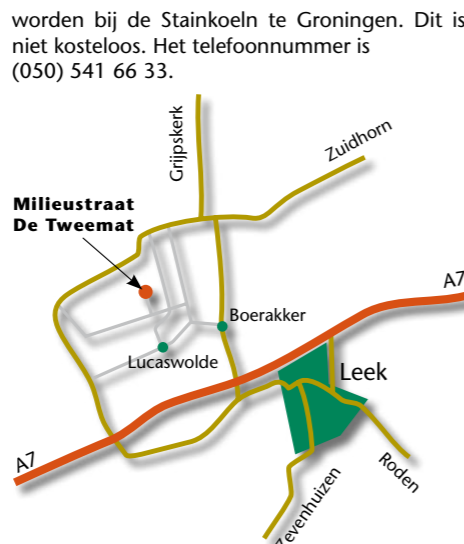 worden bij de Stainkoeln te Groningen. Dit is
niet kosteloos. Het telefoonnummer is
(050) 541 66 33.
Grijpskerk
Zuidhorn
Milieustraat
De Tweemat
A7
Boerakker
Lucaswolde
Leek
A7
Roden
Zevenhuizen